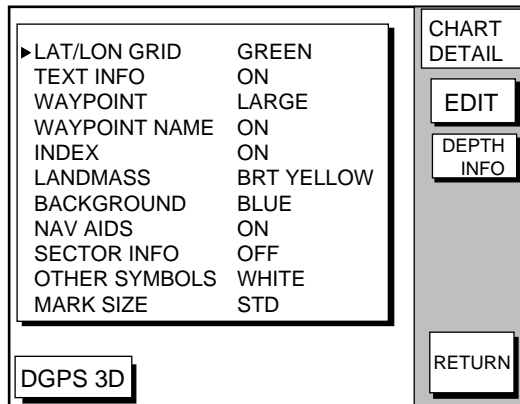 ▶LAT/LON GRID GREEN
TEXT INFO ON
WAYPOINT LARGE
WAYPOINT NAME ON
INDEX ON
LANDMASS BRT YELLOW
BACKGROUND BLUE
NAV AIDS ON
SECTOR INFO OFF
OTHER SYMBOLS WHITE
MARK SIZE STD
DGPS 3D
CHART
DETAIL
EDIT
DEPTH
INFO
RETURN